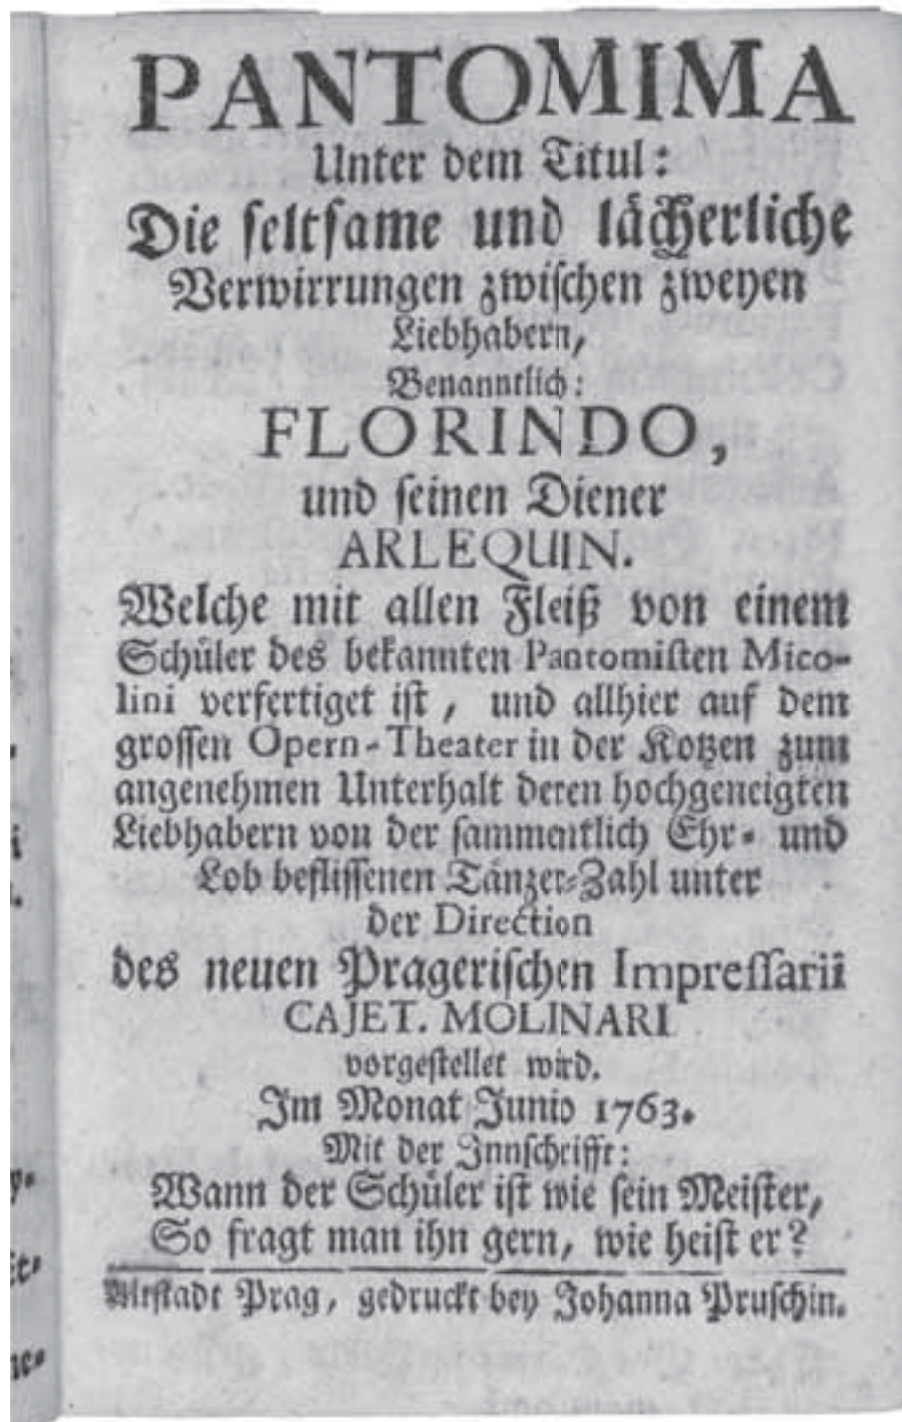 PANTOMIMA
Unter dem Titul:
Die seltsame und lächerliche
Verwirrungen zwischen zweyen
Liebhabern,
Benanntlich:
FLORINDO,
und seinen Diener
ARLEQUIN.
Welche mit allen Fleiß von einem
Schüler des bekannten Pantomisten Mico-
lini verfertiget ist, und allhier auf dem
grossen Opern-Theater in der Kotzen zum
angenehmen Unterhalt deren hochgeneigten
Liebhabern von der sammentlich Ehr- und
Lob beflissenen Tänzer-Zahl unter
der Direction
des neuen Pragerischen Impressarii
CAJET. MOLINARI
vorgestellet wird.
Im Monat Junio 1763.
Mit der Innschrifft:
Wann der Schüler ist wie sein Meister,
So fragt man ihn gern, wie heist er?
Altstadt Prag, gedruckt bey Johanna Pruschin.